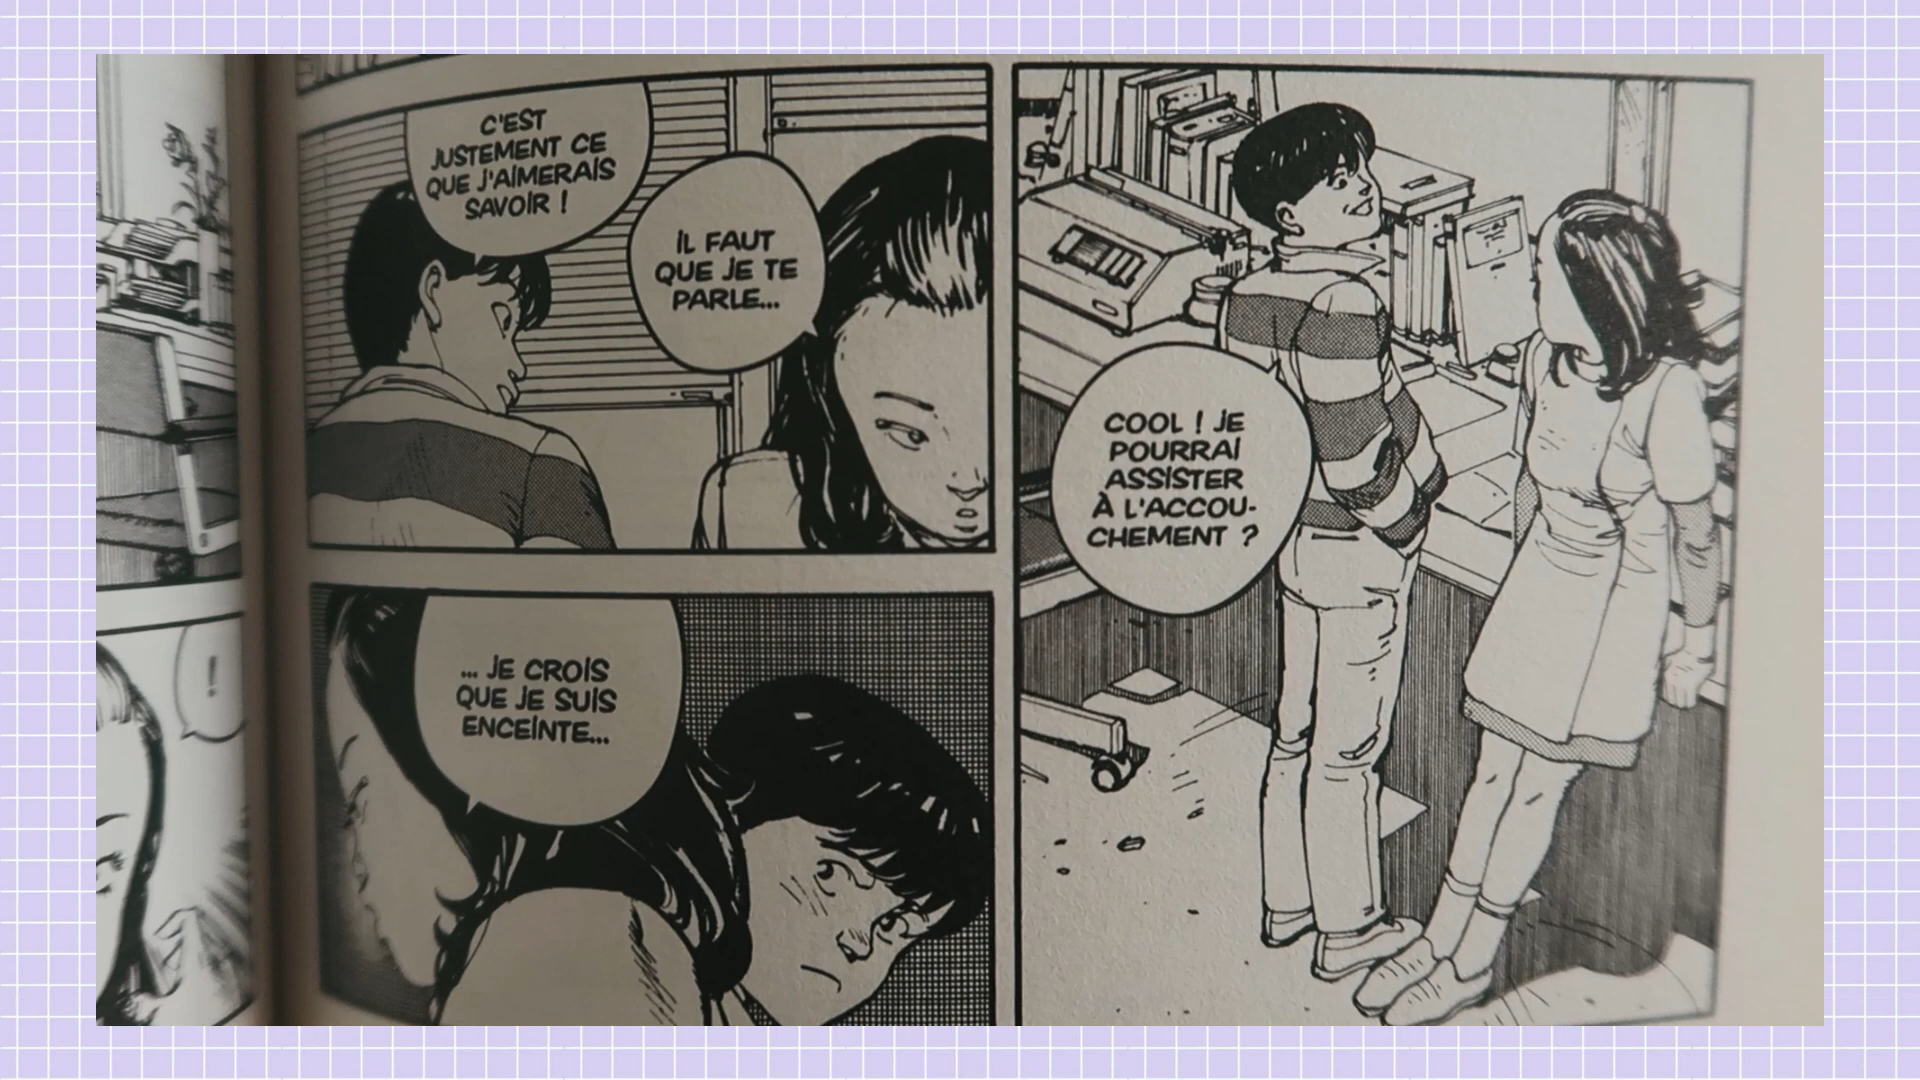 C'EST
JUSTEMENT CE
QUE J'AIMERAIS
SAVOIR !
IL FAUT
QUE JE TE
PARLE...
... JE CROIS
QUE JE SUIS
ENCEINTE...
COOL ! JE
POURRAI
ASSISTER
À L'ACCOU-
CHEMENT ?
!